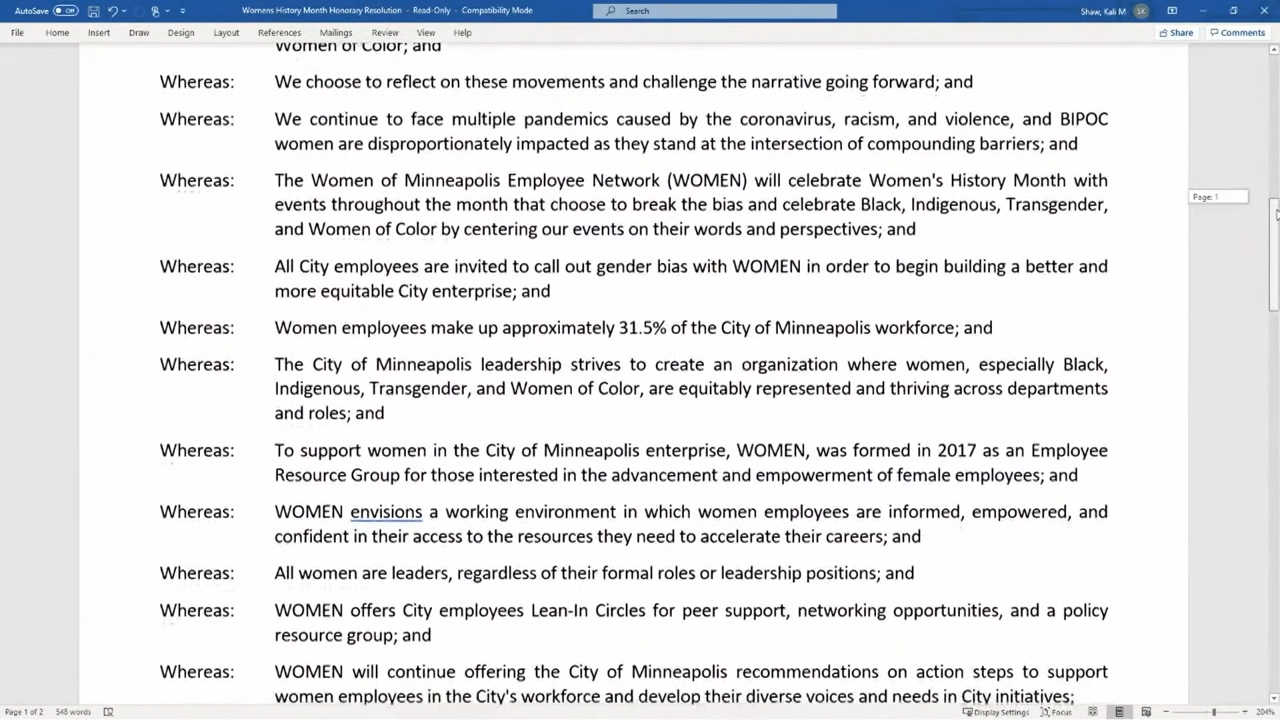 AutoSave Off Womens History Month Honorary Resolution - Read-Only - Compatibility Mode Search Shaw, Kali M SK
File Home Insert Draw Design Layout References Mailings Review View Help Share Comments
Women of Color; and
Whereas: We choose to reflect on these movements and challenge the narrative going forward; and
Whereas: We continue to face multiple pandemics caused by the coronavirus, racism, and violence, and BIPOC
women are disproportionately impacted as they stand at the intersection of compounding barriers; and
Whereas: The Women of Minneapolis Employee Network (WOMEN) will celebrate Women's History Month with
Page: 1
events throughout the month that choose to break the bias and celebrate Black, Indigenous, Transgender,
and Women of Color by centering our events on their words and perspectives; and
Whereas: All City employees are invited to call out gender bias with WOMEN in order to begin building a better and
more equitable City enterprise; and
Whereas: Women employees make up approximately 31.5% of the City of Minneapolis workforce; and
Whereas: The City of Minneapolis leadership strives to create an organization where women, especially Black,
Indigenous, Transgender, and Women of Color, are equitably represented and thriving across departments
and roles; and
Whereas: To support women in the City of Minneapolis enterprise, WOMEN, was formed in 2017 as an Employee
Resource Group for those interested in the advancement and empowerment of female employees; and
Whereas: WOMEN envisions a working environment in which women employees are informed, empowered, and
confident in their access to the resources they need to accelerate their careers; and
Whereas: All women are leaders, regardless of their formal roles or leadership positions; and
Whereas: WOMEN offers City employees Lean-In Circles for peer support, networking opportunities, and a policy
resource group; and
Whereas: WOMEN will continue offering the City of Minneapolis recommendations on action steps to support
women employees in the City's workforce and develop their diverse voices and needs in City initiatives;
Page 1 of 2 548 words Display Settings Focus 204%